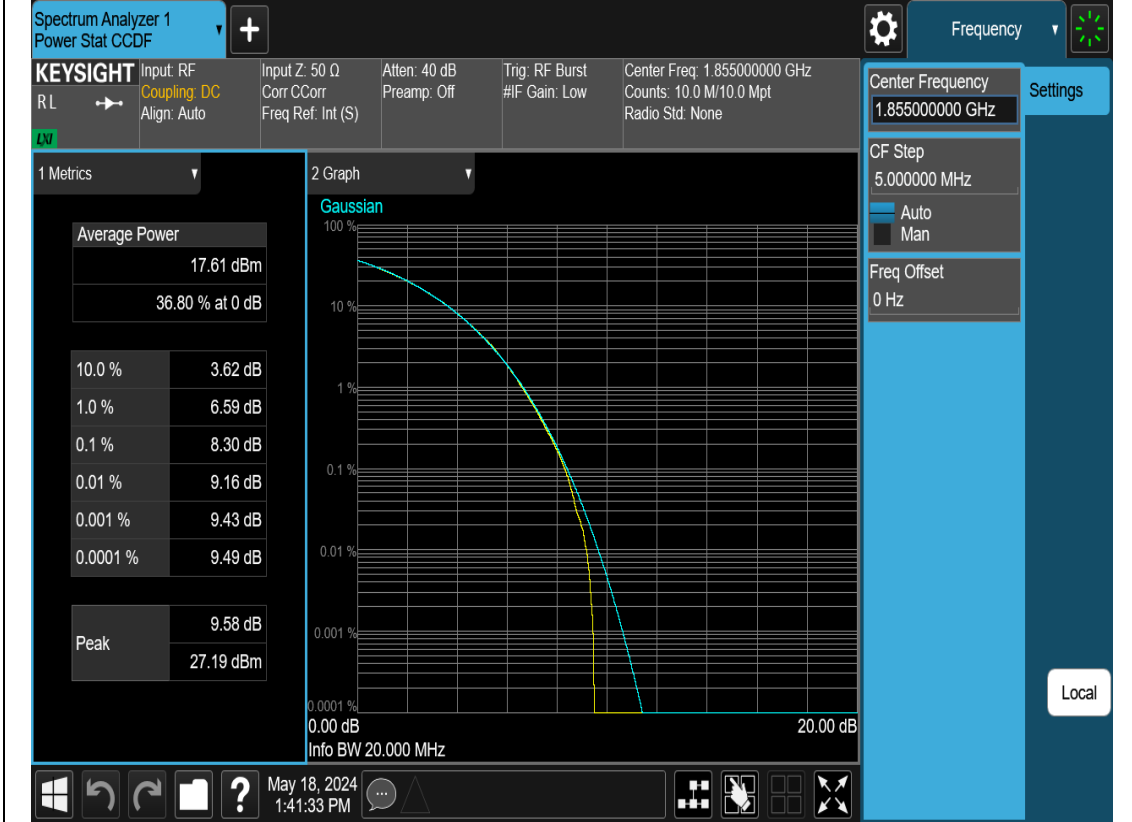 Spectrum Analyzer 1
Power Stat CCDF
+
Frequency
KEYSIGHT
RL
LXI
Input: RF
Coupling: DC
Align: Auto
Input Z: 50 Ω
Corr CCorr
Freq Ref: Int (S)
Atten: 40 dB
Preamp: Off
Trig: RF Burst
#IF Gain: Low
Center Freq: 1.855000000 GHz
Counts: 10.0 M/10.0 Mpt
Radio Std: None
Center Frequency
1.855000000 GHz
Settings
CF Step
5.000000 MHz
Auto
Man
Freq Offset
0 Hz
1 Metrics
Average Power
17.61 dBm
36.80 % at 0 dB
10.0 % 3.62 dB
1.0 % 6.59 dB
0.1 % 8.30 dB
0.01 % 9.16 dB
0.001 % 9.43 dB
0.0001 % 9.49 dB
Peak
9.58 dB
27.19 dBm
2 Graph
Gaussian
100 %
10 %
1 %
0.1 %
0.01 %
0.001 %
0.0001 %
0.00 dB 20.00 dB
Info BW 20.000 MHz
Local
?
May 18, 2024
1:41:33 PM